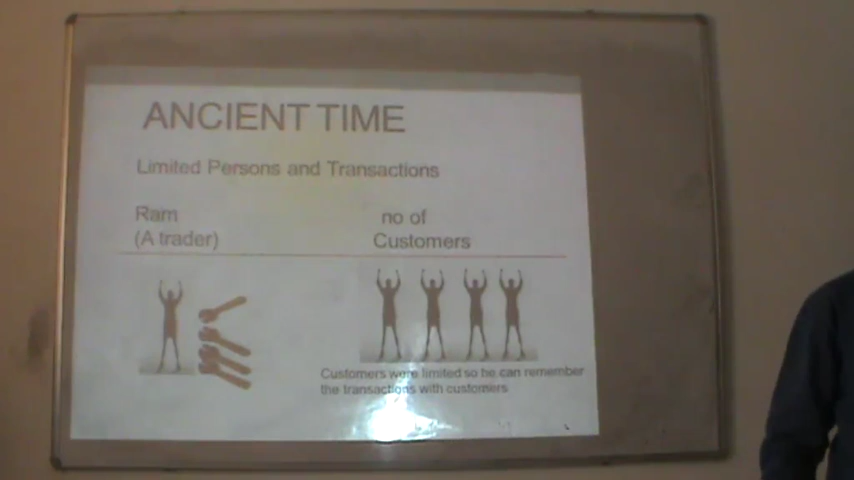 ANCIENT TIME
Limited Persons and Transactions
Ram
(A trader)
no of
Customers
Customers were limited so he can remember
the transactions with customers